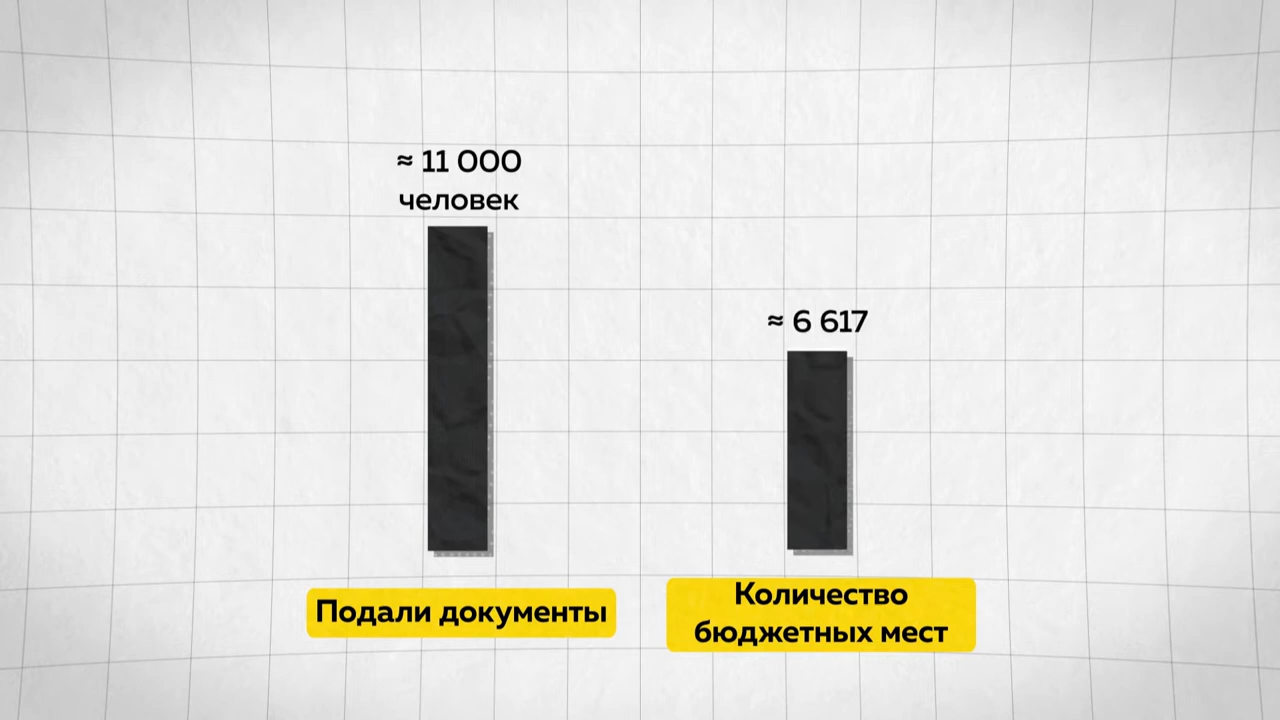 ≈ 11 000
человек
≈ 6 617
Подали документы
Количество
бюджетных мест